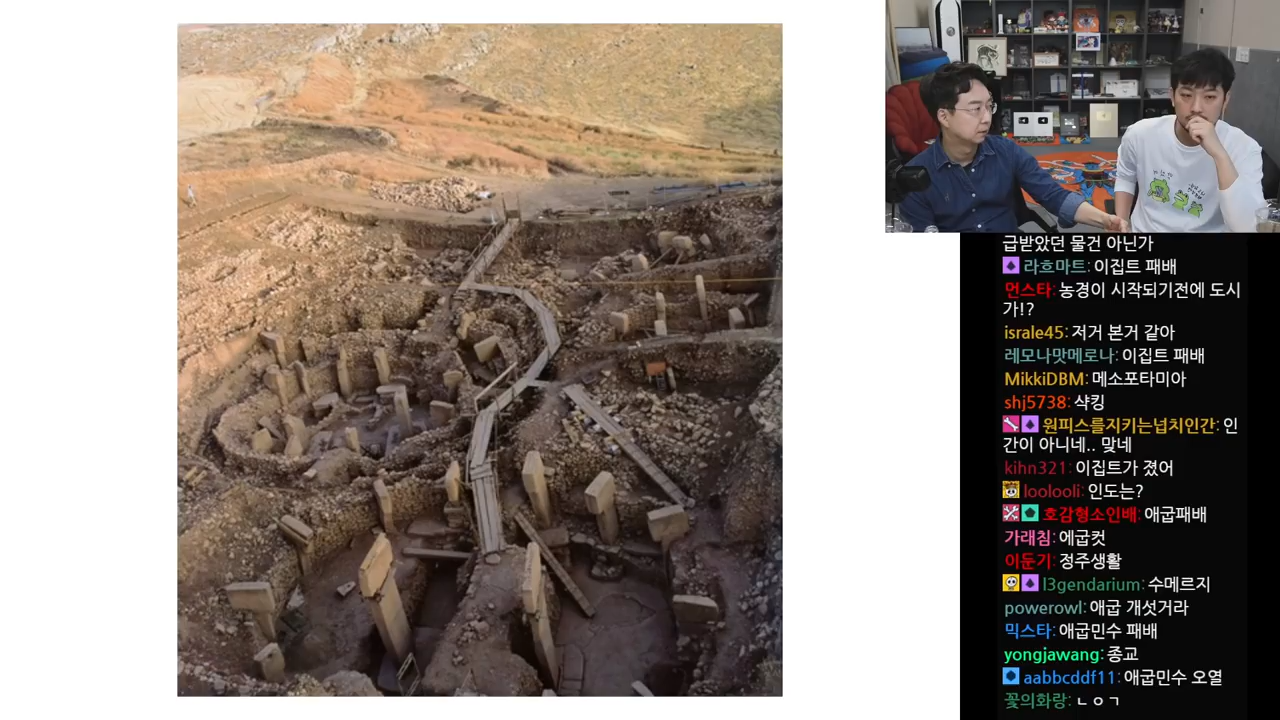 급받았던 물건 아닌가
라흐마트: 이집트 패배
먼스타: 농경이 시작되기전에 도시
가!?
israle45: 저거 본거 같아
레모나맛메로나: 이집트 패배
MikkiDBM: 메소포타미아
shj5738: 샥킹
원피스를지키는넙치인간: 인
간이 아니네.. 맞네
kihn321: 이집트가 졌어
loolooli: 인도는?
호감형소인배: 애굽패배
가래침: 에굽컷
이둔기: 정주생활
l3gendarium: 수메르지
powerowl: 애굽 개섯거라
믹스타: 애굽민수 패배
yongjawang: 종교
aabbcddf11: 애굽민수 오열
꽃의화랑: ㄴㅇㄱ